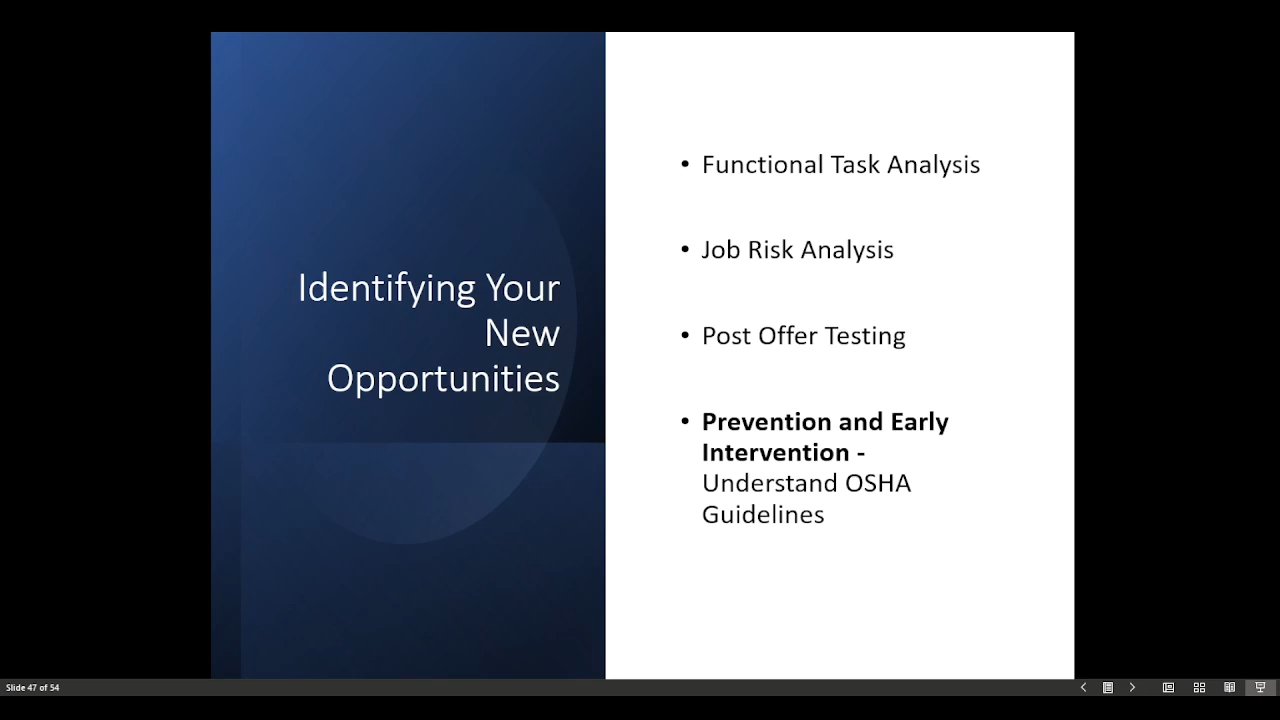 Identifying Your
New
Opportunities
• Functional Task Analysis
• Job Risk Analysis
• Post Offer Testing
• Prevention and Early
Intervention -
Understand OSHA
Guidelines
Slide 47 of 54